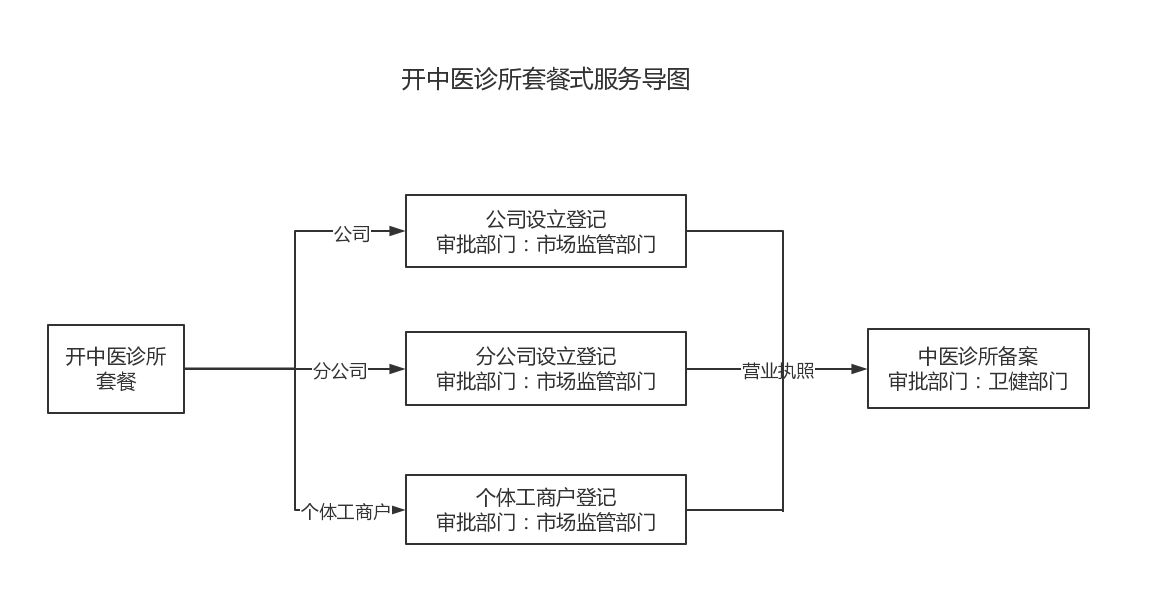 开中医诊所套餐式服务导图
公司
公司设立登记
审批部门：市场监管部门
开中医诊所
套餐
分公司
分公司设立登记
审批部门：市场监管部门
营业执照
中医诊所备案
审批部门：卫健部门
个体工商户
个体工商户登记
审批部门：市场监管部门